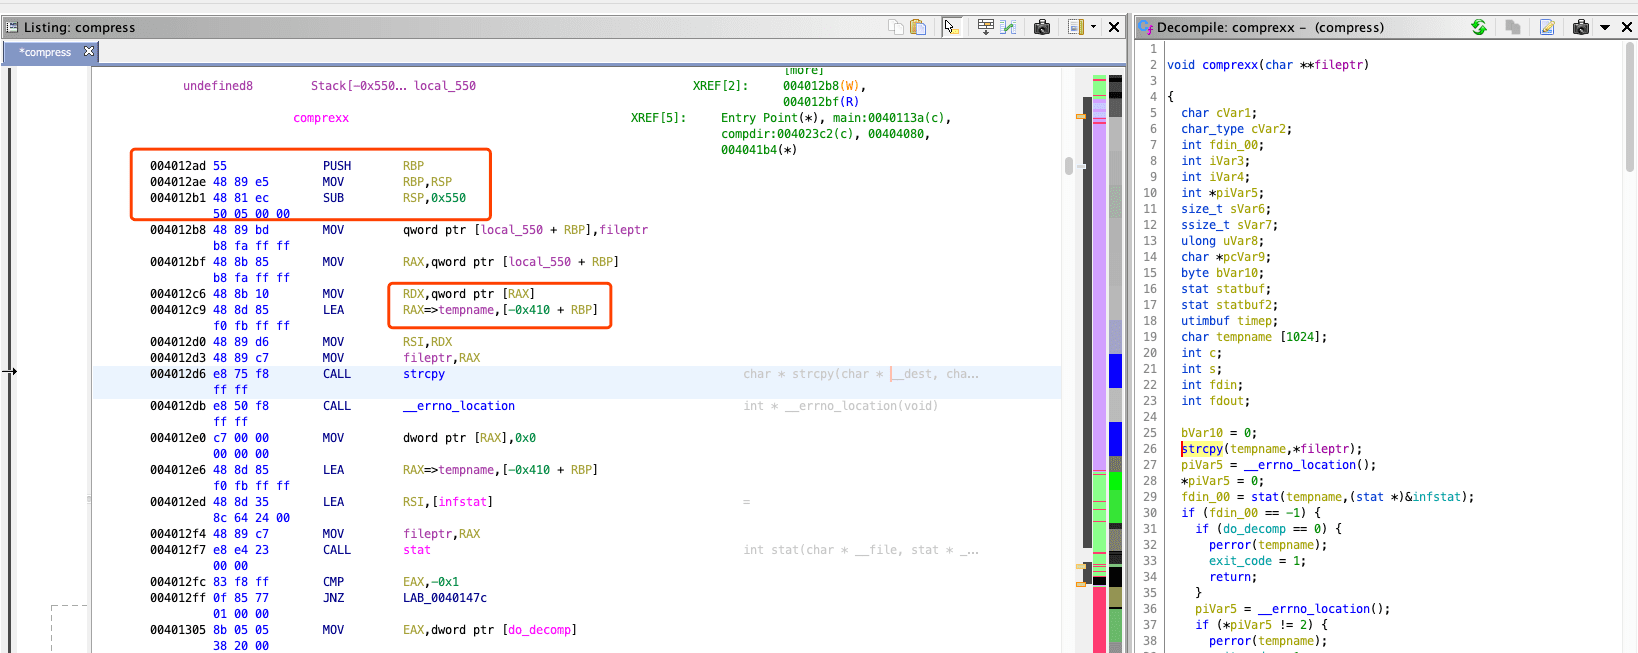 Listing: compress
*compress
[more]
undefined8 Stack[-0x550... local_550 XREF[2]: 004012b8(W),
004012bf(R)
comprexx XREF[5]: Entry Point(*), main:0040113a(c),
compdir:004023c2(c), 00404080,
004041b4(*)
004012ad 55 PUSH RBP
004012ae 48 89 e5 MOV RBP,RSP
004012b1 48 81 ec SUB RSP,0x550
50 05 00 00
004012b8 48 89 bd MOV qword ptr [local_550 + RBP],fileptr
b8 fa ff ff
004012bf 48 8b 85 MOV RAX,qword ptr [local_550 + RBP]
b8 fa ff ff
004012c6 48 8b 10 MOV RDX,qword ptr [RAX]
004012c9 48 8d 85 LEA RAX=>tempname,[-0x410 + RBP]
f0 fb ff ff
004012d0 48 89 d6 MOV RSI,RDX
004012d3 48 89 c7 MOV fileptr,RAX
004012d6 e8 75 f8 CALL strcpy char * strcpy(char * __dest, cha...
ff ff
004012db e8 50 f8 CALL __errno_location int * __errno_location(void)
ff ff
004012e0 c7 00 00 MOV dword ptr [RAX],0x0
00 00 00
004012e6 48 8d 85 LEA RAX=>tempname,[-0x410 + RBP]
f0 fb ff ff
004012ed 48 8d 35 LEA RSI,[infstat] =
8c 64 24 00
004012f4 48 89 c7 MOV fileptr,RAX
004012f7 e8 e4 23 CALL stat int stat(char * __file, stat * _...
00 00
004012fc 83 f8 ff CMP EAX,-0x1
004012ff 0f 85 77 JNZ LAB_0040147c
01 00 00
00401305 8b 05 05 MOV EAX,dword ptr [do_decomp]
38 20 00
Decompile: comprexx – (compress)
1
2 void comprexx(char **fileptr)
3
4 {
5 char cVar1;
6 char_type cVar2;
7 int fdin_00;
8 int iVar3;
9 int iVar4;
10 int *piVar5;
11 size_t sVar6;
12 ssize_t sVar7;
13 ulong uVar8;
14 char *pcVar9;
15 byte bVar10;
16 stat statbuf;
17 stat statbuf2;
18 utimbuf timep;
19 char tempname [1024];
20 int c;
21 int s;
22 int fdin;
23 int fdout;
24
25 bVar10 = 0;
26 strcpy(tempname,*fileptr);
27 piVar5 = __errno_location();
28 *piVar5 = 0;
29 fdin_00 = stat(tempname,(stat *)&infstat);
30 if (fdin_00 == -1) {
31 if (do_decomp == 0) {
32 perror(tempname);
33 exit_code = 1;
34 return;
35 }
36 piVar5 = __errno_location();
37 if (*piVar5 != 2) {
38 perror(tempname);